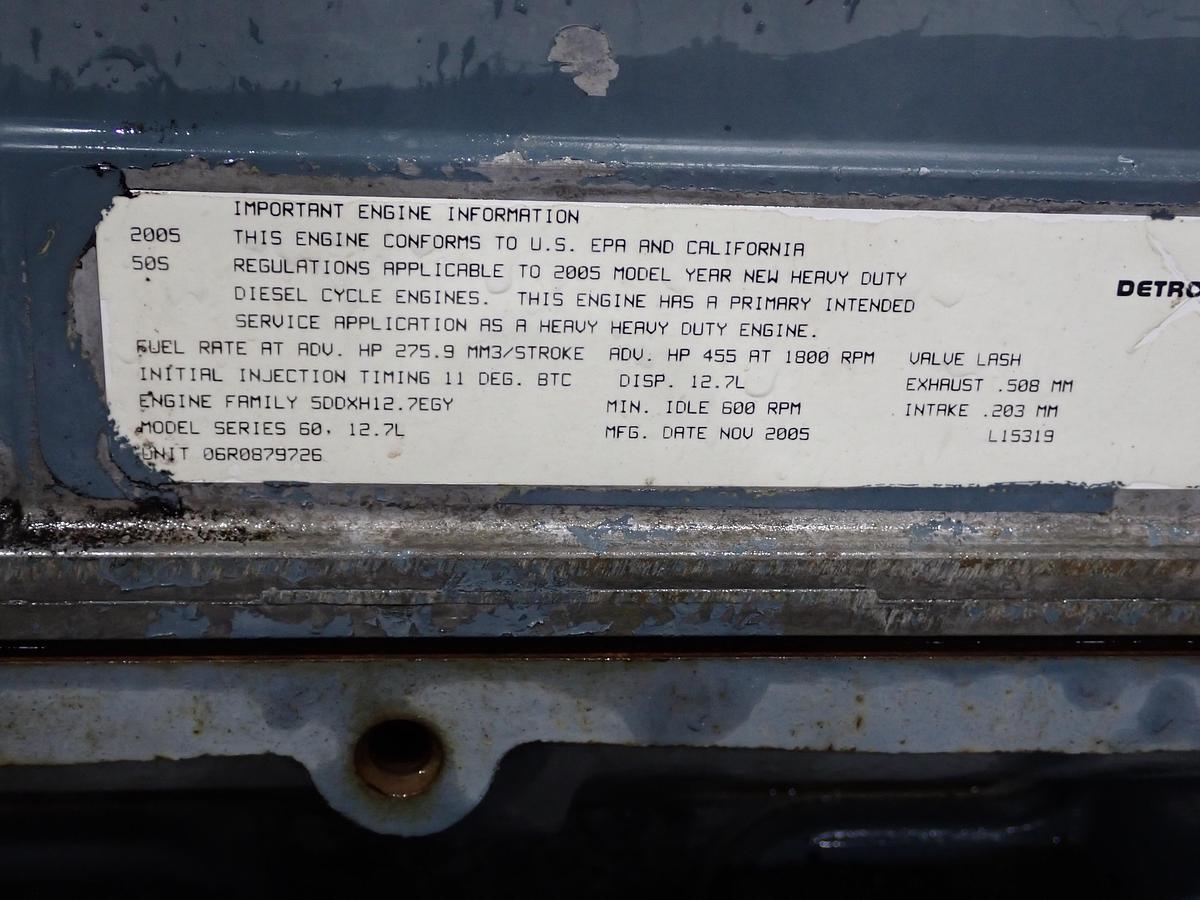 IMPORTANT ENGINE INFORMATION
2005 THIS ENGINE CONFORMS TO U.S. EPA AND CALIFORNIA
50S REGULATIONS APPLICABLE TO 2005 MODEL YEAR NEW HEAVY DUTY
DIESEL CYCLE ENGINES. THIS ENGINE HAS A PRIMARY INTENDED
SERVICE APPLICATION AS A HEAVY HEAVY DUTY ENGINE.
DETRO
FUEL RATE AT ADV. HP 275.9 MM3/STROKE ADV. HP 455 AT 1800 RPM VALVE LASH
INITIAL INJECTION TIMING 11 DEG. BTC DISP. 12.7L EXHAUST .508 MM
ENGINE FAMILY 5DDXH12.7EGY MIN. IDLE 600 RPM INTAKE .203 MM
MODEL SERIES 60, 12.7L MFG. DATE NOV 2005 L15319
UNIT 06R0879726